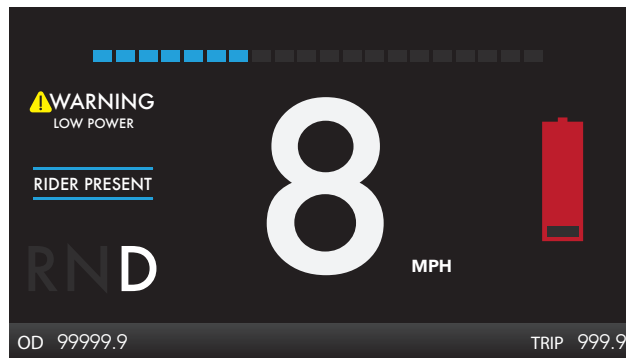 WARNING
LOW POWER
RIDER PRESENT
8 MPH
RND
OD 99999.9 TRIP 999.9